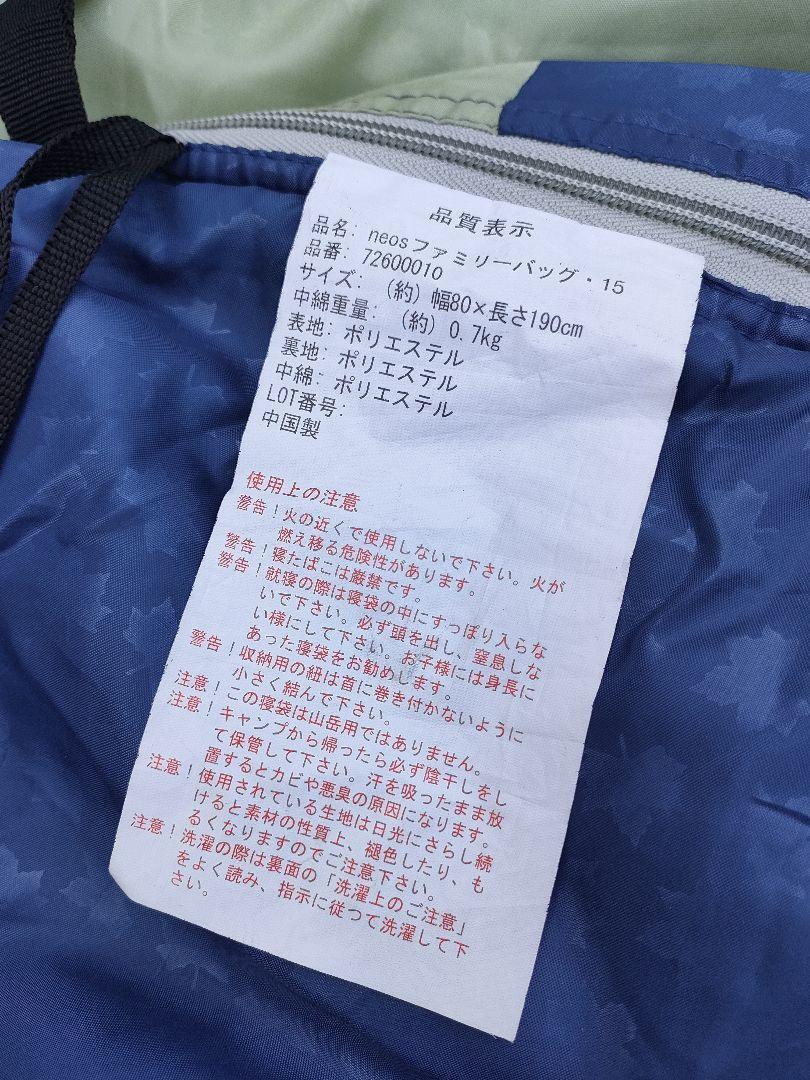 品質表示
品名: neosファミリーバッグ・15
品番: 72600010
サイズ: (約) 幅80×長さ190cm
中綿重量: (約) 0.7kg
表地: ポリエステル
裏地: ポリエステル
中綿: ポリエステル
LOT番号:
中国製
使用上の注意
警告!火の近くで使用しないで下さい。火が
燃え移る危険性があります。
警告!寝たばこは厳禁です。
警告!就寝の際は寝袋の中にすっぽり入らな
いで下さい。必ず頭を出し、窒息しな
い様にして下さい。お子様には身長に
あった寝袋をお勧めします。
警告!収納用の紐は首に巻き付かないように
小さく結んで下さい。
注意!この寝袋は山岳用ではありません。
注意!キャンプから帰ったら必ず陰干しをし
て保管して下さい。汗を吸ったまま放
置するとカビや悪臭の原因になります。
注意!使用されている生地は日光にさらし続
けると素材の性質上、褪色したり、も
ろくなりますのでご注意下さい。
注意!洗濯の際は裏面の「洗濯上のご注意」
をよく読み、指示に従つて洗濯して下
さい。